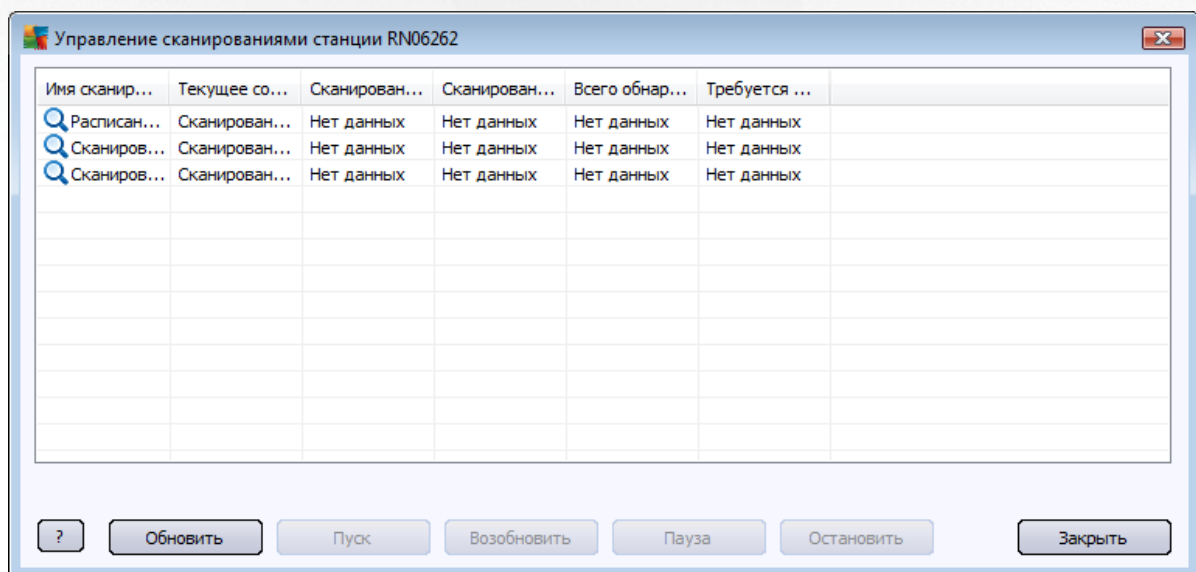 Управление сканированиями станции RN06262
Имя сканир... Текущее со... Сканирован... Сканирован... Всего обнар... Требуется ...
Расписан... Сканирован... Нет данных Нет данных Нет данных Нет данных
Сканиров... Сканирован... Нет данных Нет данных Нет данных Нет данных
Сканиров... Сканирован... Нет данных Нет данных Нет данных Нет данных
? Обновить Пуск Возобновить Пауза Остановить Закрыть